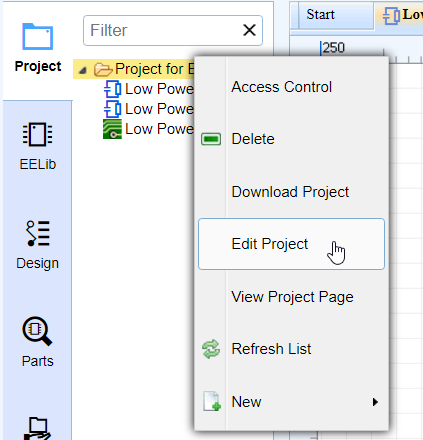 Project
EELib
Design
Parts
Filter
Project for
Low Powe
Low Powe
Low Powe
Access Control
Delete
Download Project
Edit Project
View Project Page
Refresh List
New
Start
Lo
250